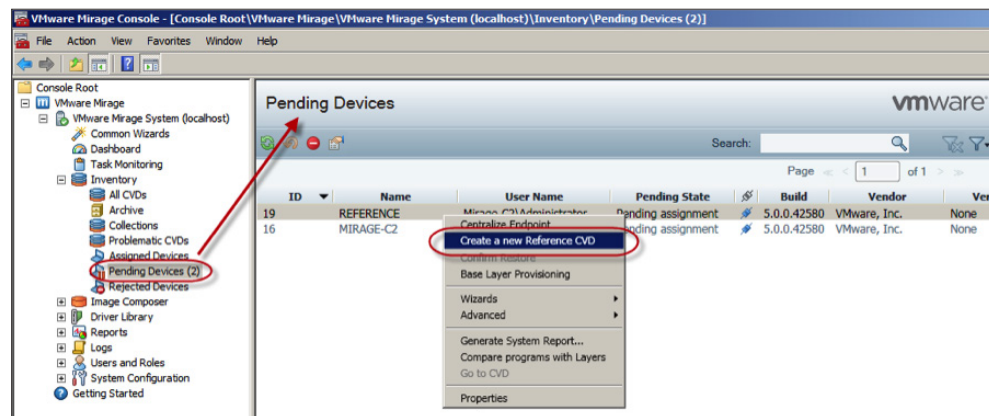 VMware Mirage Console - [Console Root\VMware Mirage\VMware Mirage System (localhost)\Inventory\Pending Devices (2)]
File Action View Favorites Window Help
Console Root
VMware Mirage
VMware Mirage System (localhost)
Common Wizards
Dashboard
Task Monitoring
Inventory
All CVDs
Archive
Collections
Problematic CVDs
Assigned Devices
Pending Devices (2)
Rejected Devices
Image Composer
Driver Library
Reports
Logs
Users and Roles
System Configuration
Getting Started
Pending Devices
vmware
Search:
Page 1 of 1
ID Name User Name Pending State Build Vendor Ver
19 REFERENCE Mirage-C2\Administrator Pending assignment 5.0.0.42580 VMware, Inc. None
16 MIRAGE-C2 pending assignment 5.0.0.42580 VMware, Inc. None
Centralize Endpoint
Create a new Reference CVD
Confirm Restore
Base Layer Provisioning
Wizards
Advanced
Generate System Report...
Compare programs with Layers
Go to CVD
Properties